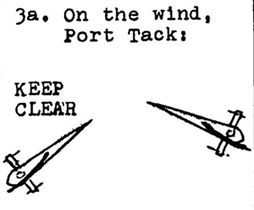 3a. On the wind,
Port Tack:
KEEP
CLEAR